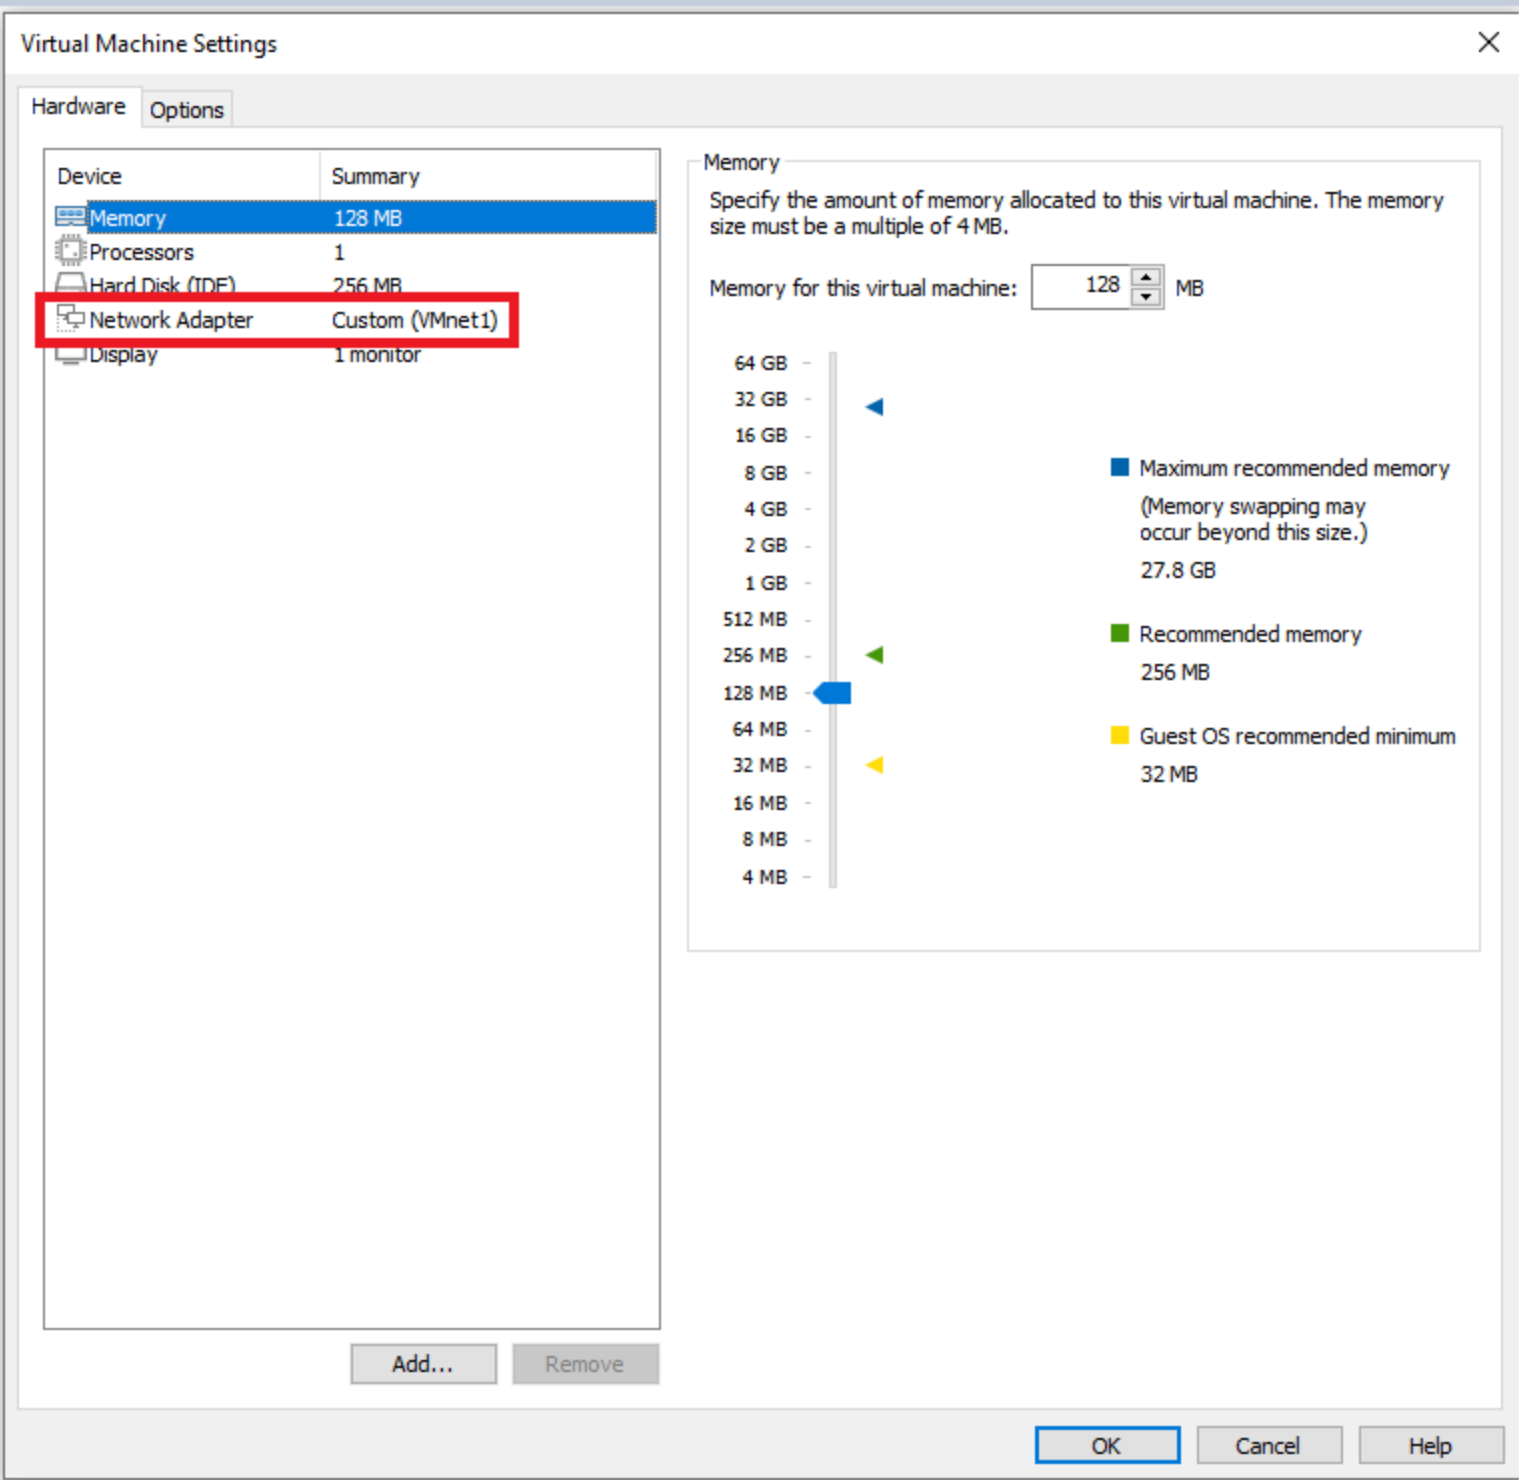 Virtual Machine Settings
Hardware
Options
Device Summary
Memory 128 MB
Processors 1
Hard Disk (IDE) 256 MB
Network Adapter Custom (VMnet1)
Display 1 monitor
Add...
Remove
Memory
Specify the amount of memory allocated to this virtual machine. The memory
size must be a multiple of 4 MB.
Memory for this virtual machine: 128 MB
64 GB
32 GB
16 GB
8 GB
4 GB
2 GB
1 GB
512 MB
256 MB
128 MB
64 MB
32 MB
16 MB
8 MB
4 MB
Maximum recommended memory
(Memory swapping may
occur beyond this size.)
27.8 GB
Recommended memory
256 MB
Guest OS recommended minimum
32 MB
OK
Cancel
Help